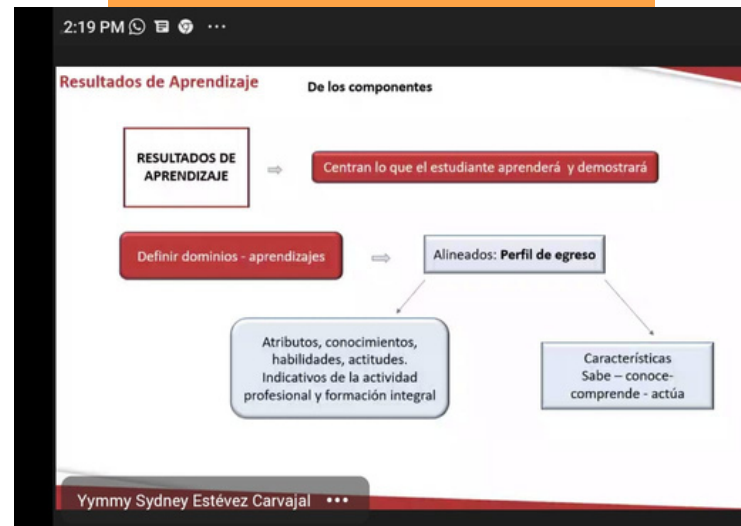 2:19 PM
Resultados de Aprendizaje
De los componentes
RESULTADOS DE
APRENDIZAJE
Centran lo que el estudiante aprenderá y demostrará
Definir dominios - aprendizajes
Alineados: Perfil de egreso
Atributos, conocimientos,
habilidades, actitudes.
Indicativos de la actividad
profesional y formación integral
Características
Sabe – conoce-
comprende - actúa
Yymmy Sydney Estévez Carvajal